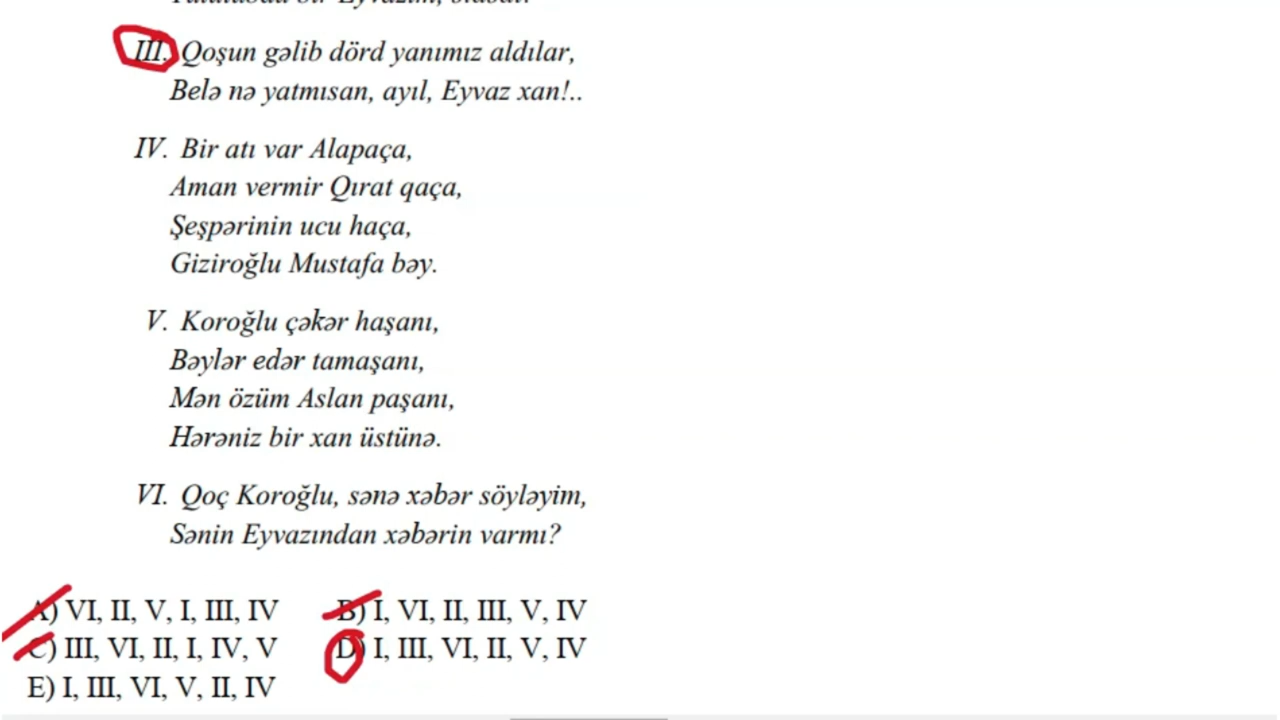 III. Qoşun gəlib dörd yanımız aldılar,
Belə nə yatmısan, ayıl, Eyvaz xan!..
IV. Bir atı var Alapaça,
Aman vermir Qırat qaça,
Şeşpərinin ucu haça,
Giziroğlu Mustafa bəy.
V. Koroğlu çəkər haşanı,
Bəylər edər tamaşanı,
Mən özüm Aslan paşanı,
Hərəniz bir xan üstünə.
VI. Qoç Koroğlu, sənə xəbər söyləyim,
Sənin Eyvazından xəbərin varmı?
A) VI, II, V, I, III, IV B) I, VI, II, III, V, IV
C) III, VI, II, I, IV, V D) I, III, VI, II, V, IV
E) I, III, VI, V, II, IV